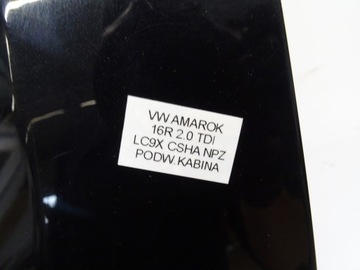 VW AMAROK
16R 2.0 TDI
LC9X CSHA NPZ
PODW.KABINA